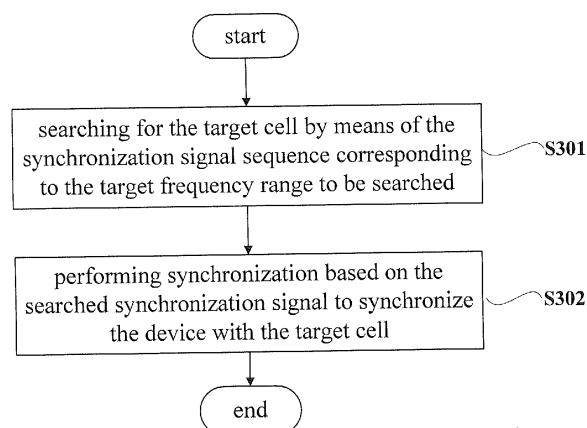 start
searching for the target cell by means of the
synchronization signal sequence corresponding
to the target frequency range to be searched
S301
performing synchronization based on the
searched synchronization signal to synchronize
the device with the target cell
S302
end